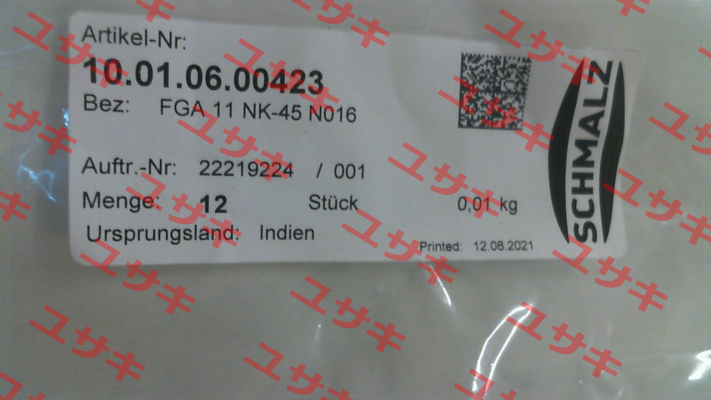 Artikel-Nr:
10.01.06.00423
Bez: FGA 11 NK-45 N016
Auftr.-Nr: 22219224 / 001
Menge: 12 Stück 0,01 kg
Ursprungsland: Indien
Printed: 12.08.2021
SCHMALZ
ユサキ